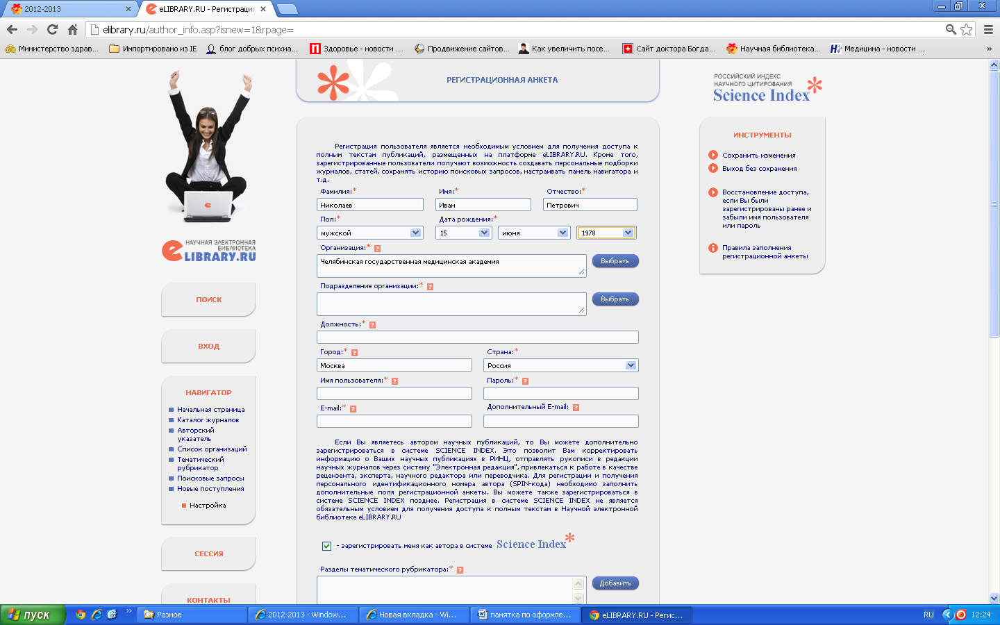 2012-2013
eLIBRARY.RU - Регистрацис
elibrary.ru/author_info.asp?isnew=1&rpage=
Министерство здрав...
Импортировано из IE
блог добрых психиа...
Здоровье - новости ...
Продвижение сайтов...
Как увеличить посе...
Сайт доктора Богда...
Научная библиотека...
Медицина - новости ...
»
НАУЧНАЯ ЭЛЕКТРОННАЯ
БИБЛИОТЕКА
eLIBRARY.RU
ПОИСК
ВХОД
НАВИГАТОР
Начальная страница
Каталог журналов
Авторский
указатель
Список организаций
Тематический
рубрикатор
Поисковые запросы
Новые поступления
Настройка
СЕССИЯ
КОНТАКТЫ
РЕГИСТРАЦИОННАЯ АНКЕТА
Регистрация пользователя является необходимым условием для получения доступа к
полным текстам публикаций, размещенных на платформе eLIBRARY.RU. Кроме того,
зарегистрированные пользователи получают возможность создавать персональные подборки
журналов, статей, сохранять историю поисковых запросов, настраивать панель навигатора и
т.д.
Фамилия:* Имя:* Отчество:*
Николаев Иван Петрович
Пол:* Дата рождения:*
мужской 15 июня 1978
Организация:* ?
Челябинская государственная медицинская академия Выбрать
Подразделение организации:* ?
Выбрать
Должность:* ?
Город:* ? Страна:*
Москва Россия
Имя пользователя:* ? Пароль:* ?
E-mail:* ? Дополнительный E-mail: ?
Если Вы являетесь автором научных публикаций, то Вы можете дополнительно
зарегистрироваться в системе SCIENCE INDEX. Это позволит Вам корректировать
информацию о Ваших научных публикациях в РИНЦ, отправлять рукописи в редакции
научных журналов через систему "Электронная редакция", привлекаться к работе в качестве
рецензента, эксперта, научного редактора или переводчика. Для регистрации и получения
персонального идентификационного номера автора (SPIN-кода) необходимо заполнить
дополнительные поля регистрационной анкеты. Вы можете также зарегистрироваться в
системе SCIENCE INDEX позднее. Регистрация в системе SCIENCE INDEX не является
обязательным условием для получения доступа к полным текстам в Научной электронной
библиотеке eLIBRARY.RU
- зарегистрировать меня как автора в системе Science Index*
Разделы тематического рубрикатора:* ?
Добавить
РОССИЙСКИЙ ИНДЕКС
НАУЧНОГО ЦИТИРОВАНИЯ
Science Index*
ИНСТРУМЕНТЫ
Сохранить изменения
Выход без сохранения
Восстановление доступа,
если Вы были
зарегистрированы ранее и
забыли имя пользователя
или пароль
Правила заполнения
регистрационной анкеты
пуск
»
Разное
2012-2013 - Window...
Новая вкладка - Wi...
памятка по оформле...
eLIBRARY.RU - Регис...
RU
12:24